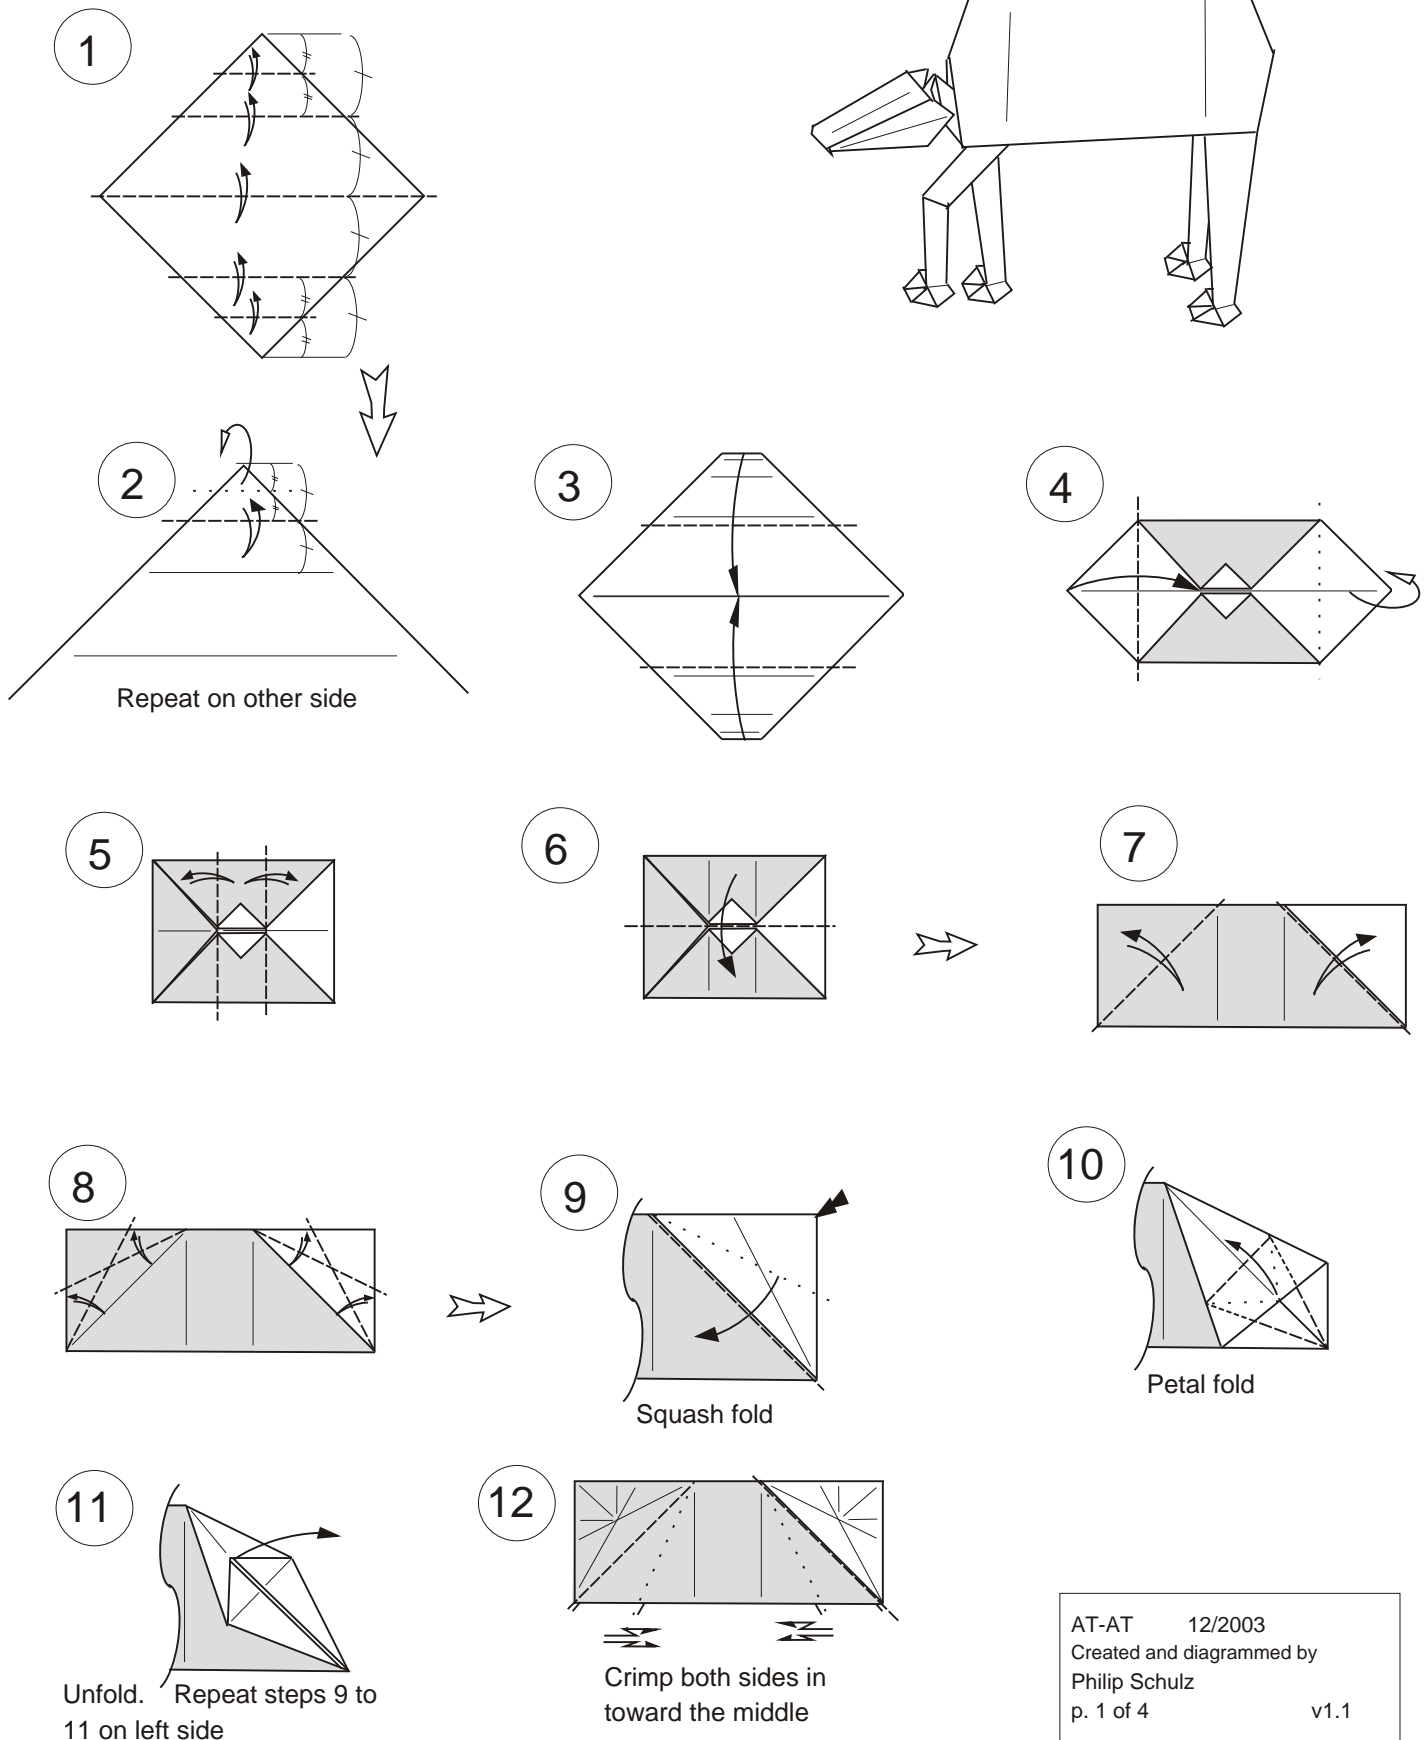 1
2
Repeat on other side
3
4
5
6
7
8
9
Squash fold
10
Petal fold
11
Unfold. Repeat steps 9 to
11 on left side
12
Crimp both sides in
toward the middle
AT-AT 12/2003
Created and diagrammed by
Philip Schulz
p. 1 of 4 v1.1